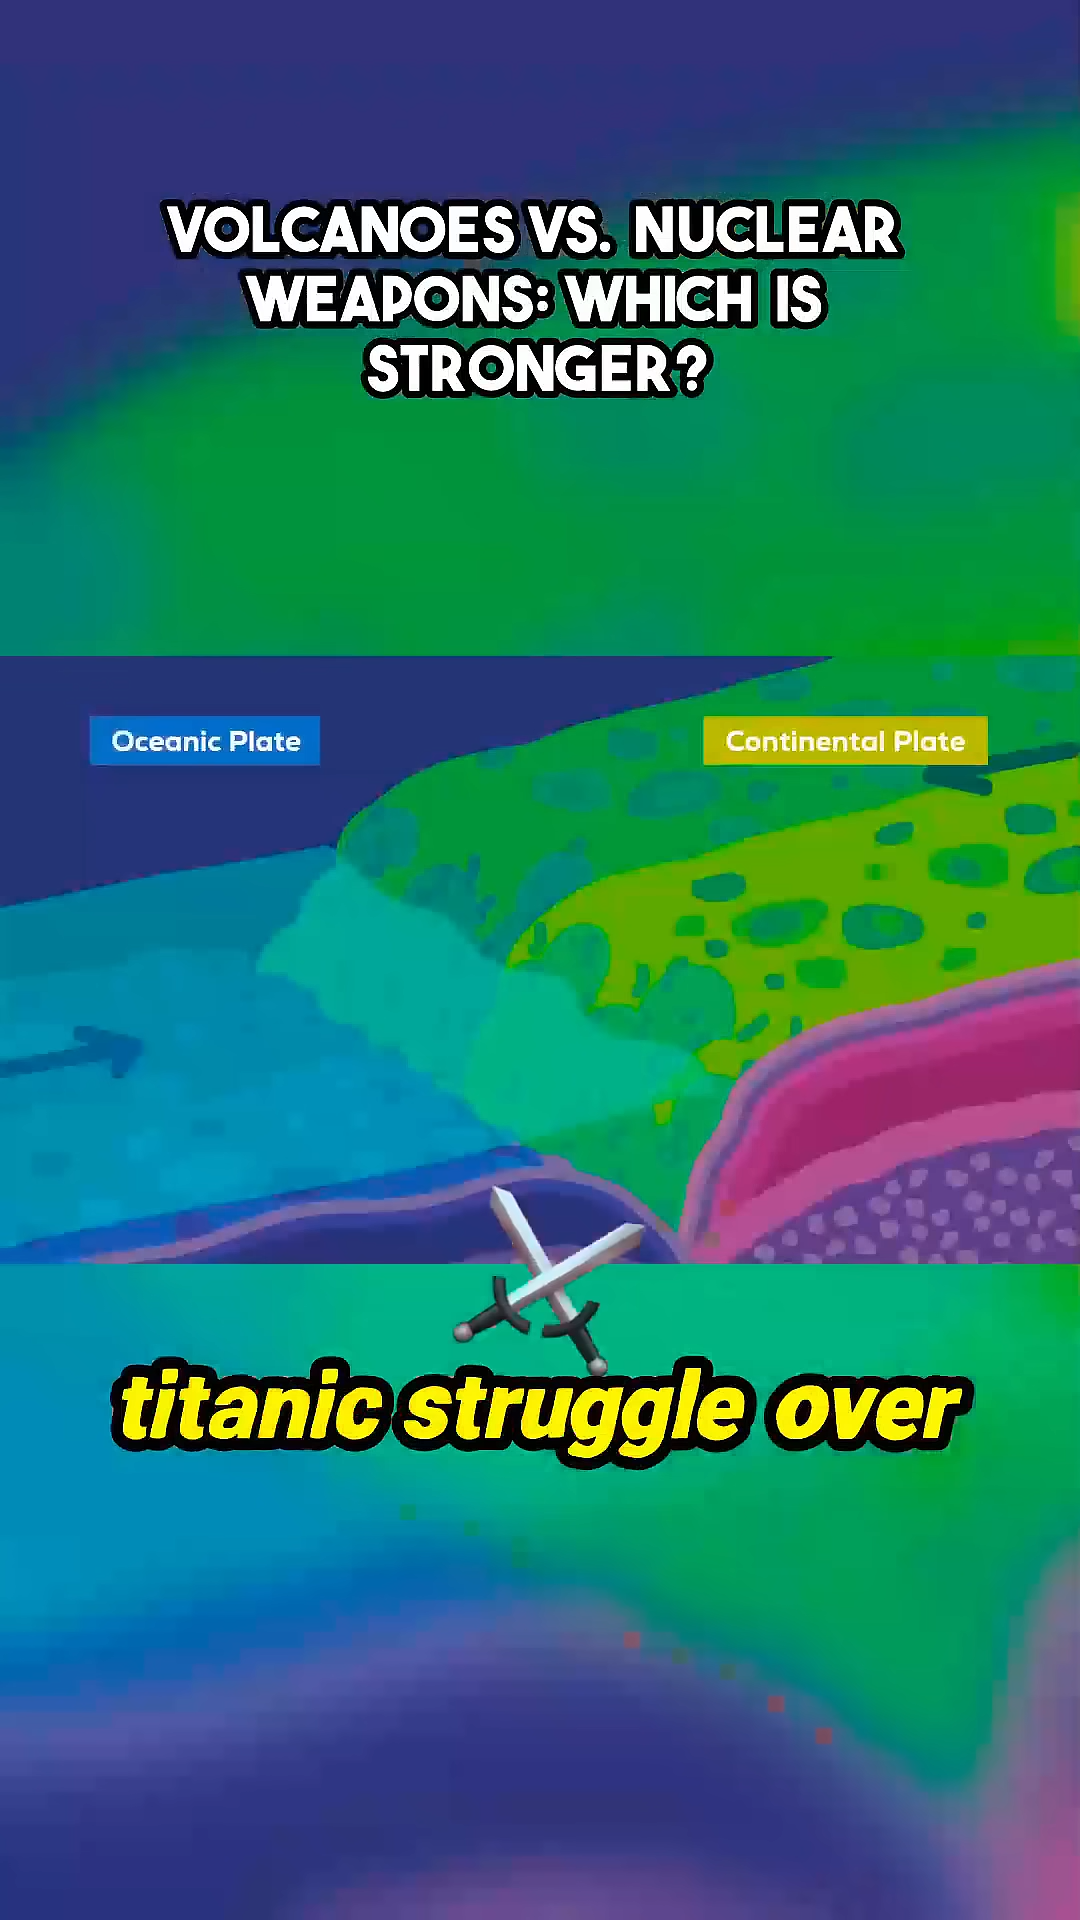 VOLCANOES VS. NUCLEAR
WEAPONS: WHICH IS
STRONGER?
Oceanic Plate
Continental Plate
titanic struggle over